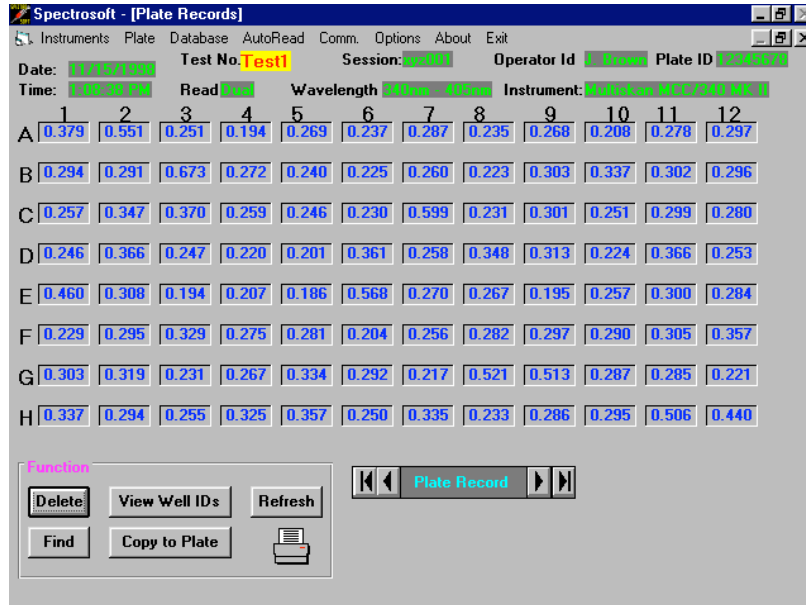 Spectrosoft - [Plate Records]
Instruments Plate Database AutoRead Comm. Options About Exit
Date: 11/15/1998 Test No. Test1 Session: xyz001 Operator Id J. Brown Plate ID 12345678
Time: 1:08:38 PM Read Dual Wavelength 340nm - 405nm Instrument: Multiskan MCC/340 MK II
1 2 3 4 5 6 7 8 9 10 11 12
A 0.379 0.551 0.251 0.194 0.269 0.237 0.287 0.235 0.268 0.208 0.278 0.297
B 0.294 0.291 0.673 0.272 0.240 0.225 0.260 0.223 0.303 0.337 0.302 0.296
C 0.257 0.347 0.370 0.259 0.246 0.230 0.599 0.231 0.301 0.251 0.299 0.280
D 0.246 0.366 0.247 0.220 0.201 0.361 0.258 0.348 0.313 0.224 0.366 0.253
E 0.460 0.308 0.194 0.207 0.186 0.568 0.270 0.267 0.195 0.257 0.300 0.284
F 0.229 0.295 0.329 0.275 0.281 0.204 0.256 0.282 0.297 0.290 0.305 0.357
G 0.303 0.319 0.231 0.267 0.334 0.292 0.217 0.521 0.513 0.287 0.285 0.221
H 0.337 0.294 0.255 0.325 0.357 0.250 0.335 0.233 0.286 0.295 0.506 0.440
Function
Delete View Well IDs Refresh
Plate Record
Find Copy to Plate